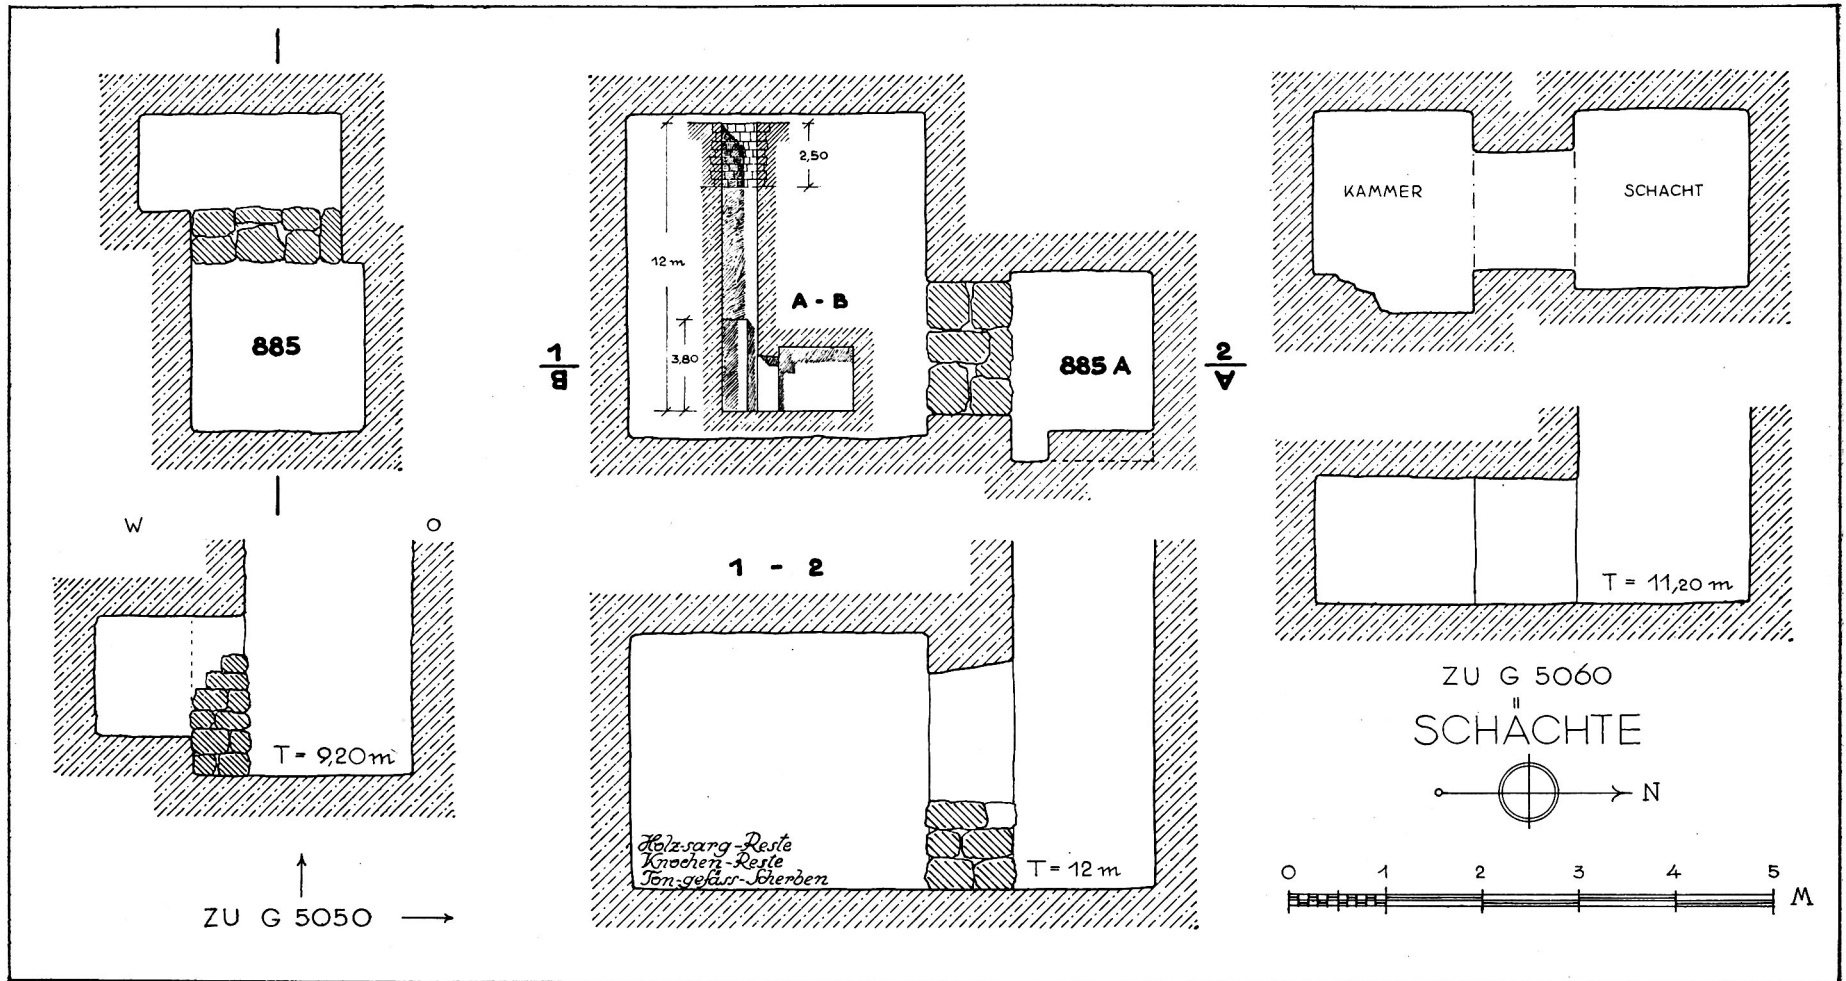 885
W O
T = 9,20 m
ZU G 5050
1
B
12 m
2,50
3,80
A - B
885 A
2
A
1 - 2
Holz-sarg-Reste
Knochen-Reste
Ton-gefäss-Scherben
T = 12 m
KAMMER SCHACHT
T = 11,20 m
ZU G 5060
SCHÄCHTE
N
0 1 2 3 4 5 M